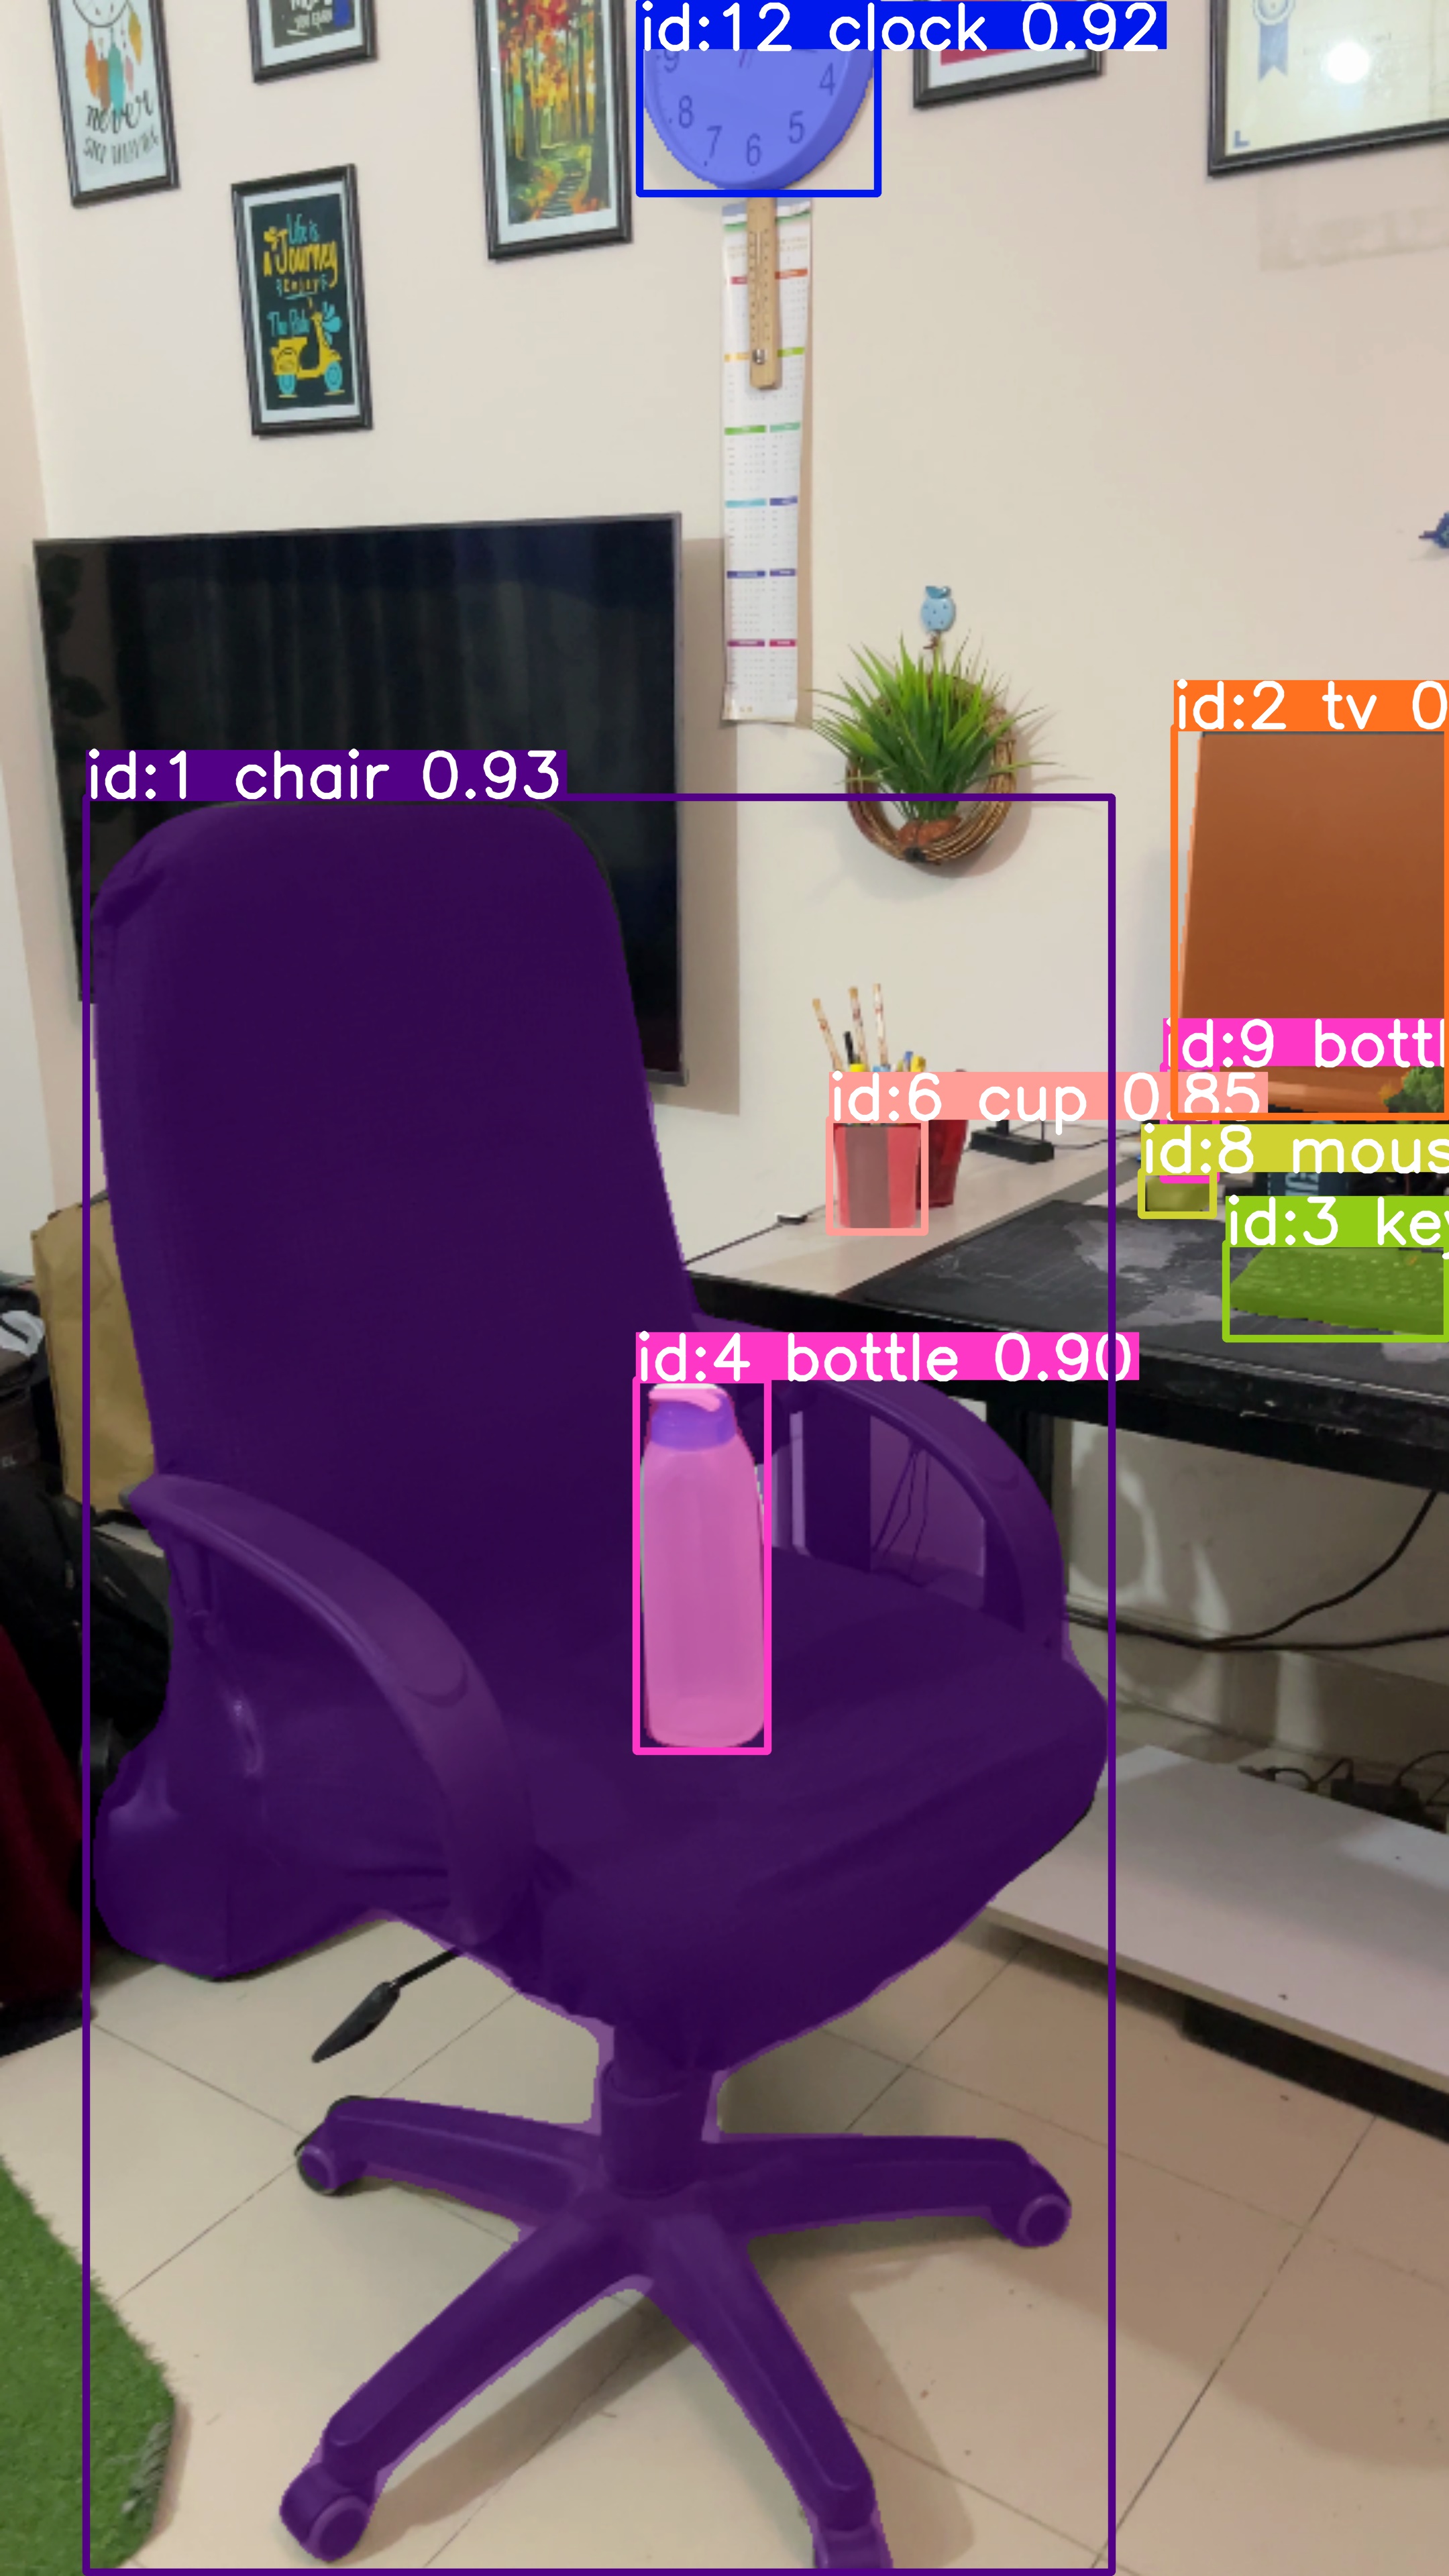 YOU ENJOY
id:12 clock 0.92
never
9
4
8
5
7
6
Life is
a Journey
Enjoy
The Ride
id:2 tv 0
id:1 chair 0.93
id:9 bottl
id:6 cup 0.85
id:8 mous
id:3 key
id:4 bottle 0.90